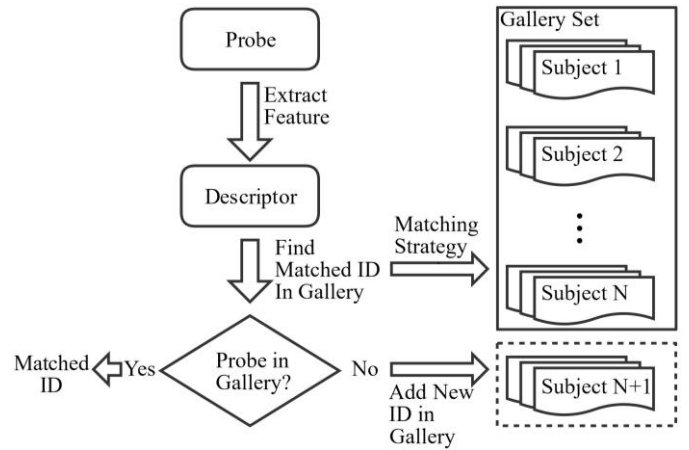 Probe
Extract
Feature
Descriptor
Find
Matched ID
In Gallery
Matching
Strategy
Gallery Set
Subject 1
Subject 2
Subject N
Probe in
Gallery?
Yes
Matched
ID
No
Add New
ID in
Gallery
Subject N+1